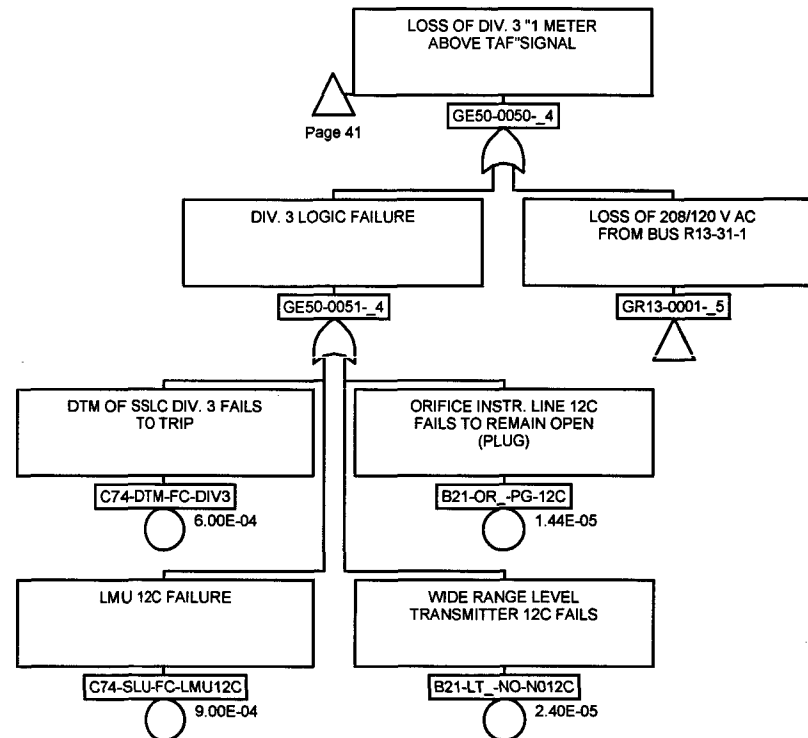 LOSS OF DIV. 3 "1 METER
ABOVE TAF"SIGNAL
Page 41
GE50-0050-_4
DIV. 3 LOGIC FAILURE
LOSS OF 208/120 V AC
FROM BUS R13-31-1
GE50-0051-_4
GR13-0001-_5
DTM OF SSLC DIV. 3 FAILS
TO TRIP
ORIFICE INSTR. LINE 12C
FAILS TO REMAIN OPEN
(PLUG)
C74-DTM-FC-DIV3
B21-OR_-PG-12C
6.00E-04
1.44E-05
LMU 12C FAILURE
WIDE RANGE LEVEL
TRANSMITTER 12C FAILS
C74-SLU-FC-LMU12C
B21-LT_-NO-N012C
9.00E-04
2.40E-05